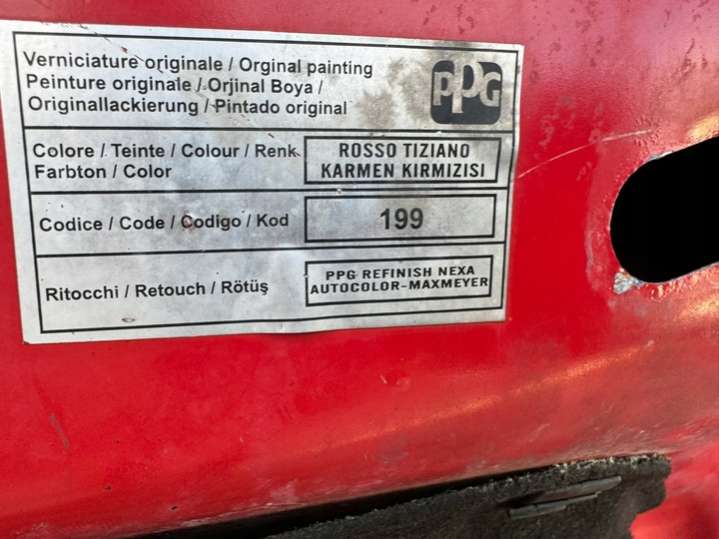 Verniciature originale / Orginal painting
Peinture originale / Orjinal Boya /
Originallackierung / Pintado original
PPG
Colore / Teinte / Colour / Renk
Farbton / Color
ROSSO TIZIANO
KARMEN KIRMIZISI
Codice / Code / Codigo / Kod
199
Ritocchi / Retouch / Rötüş
PPG REFINISH NEXA
AUTOCOLOR-MAXMEYER